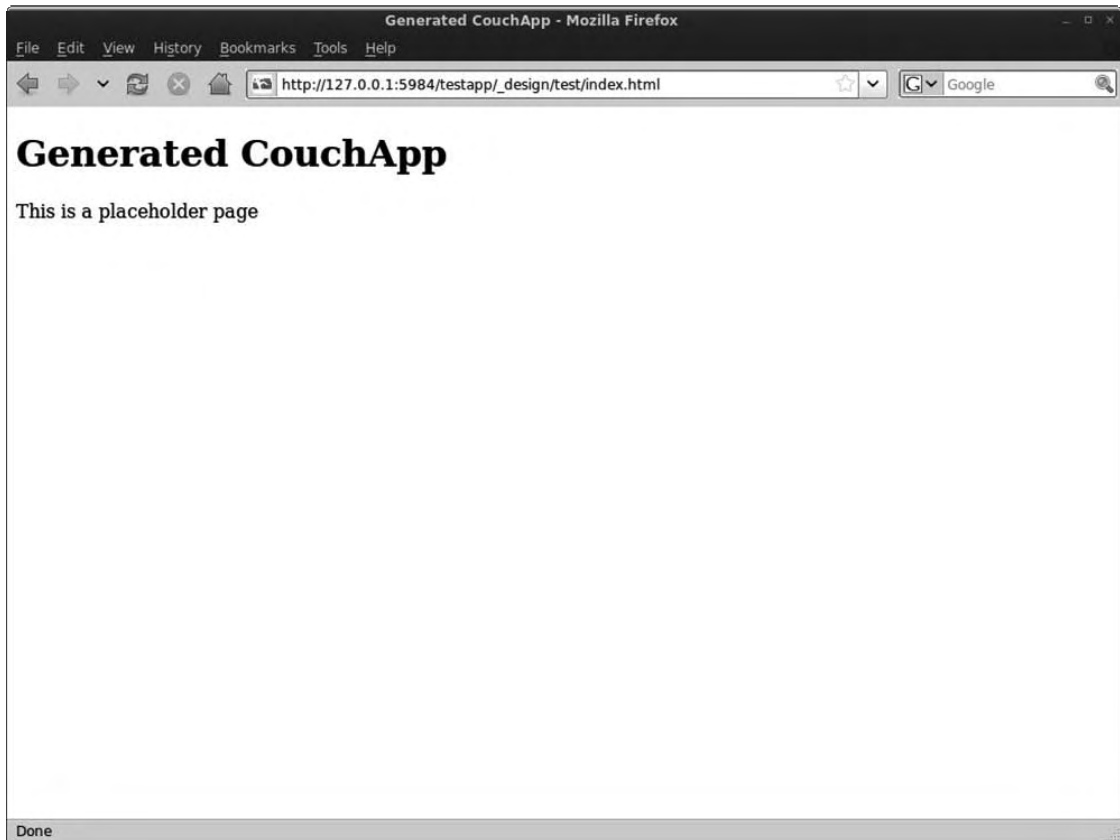 Generated CouchApp - Mozilla Firefox
File Edit View History Bookmarks Tools Help
http://127.0.0.1:5984/testapp/_design/test/index.html G Google
Generated CouchApp
This is a placeholder page
Done